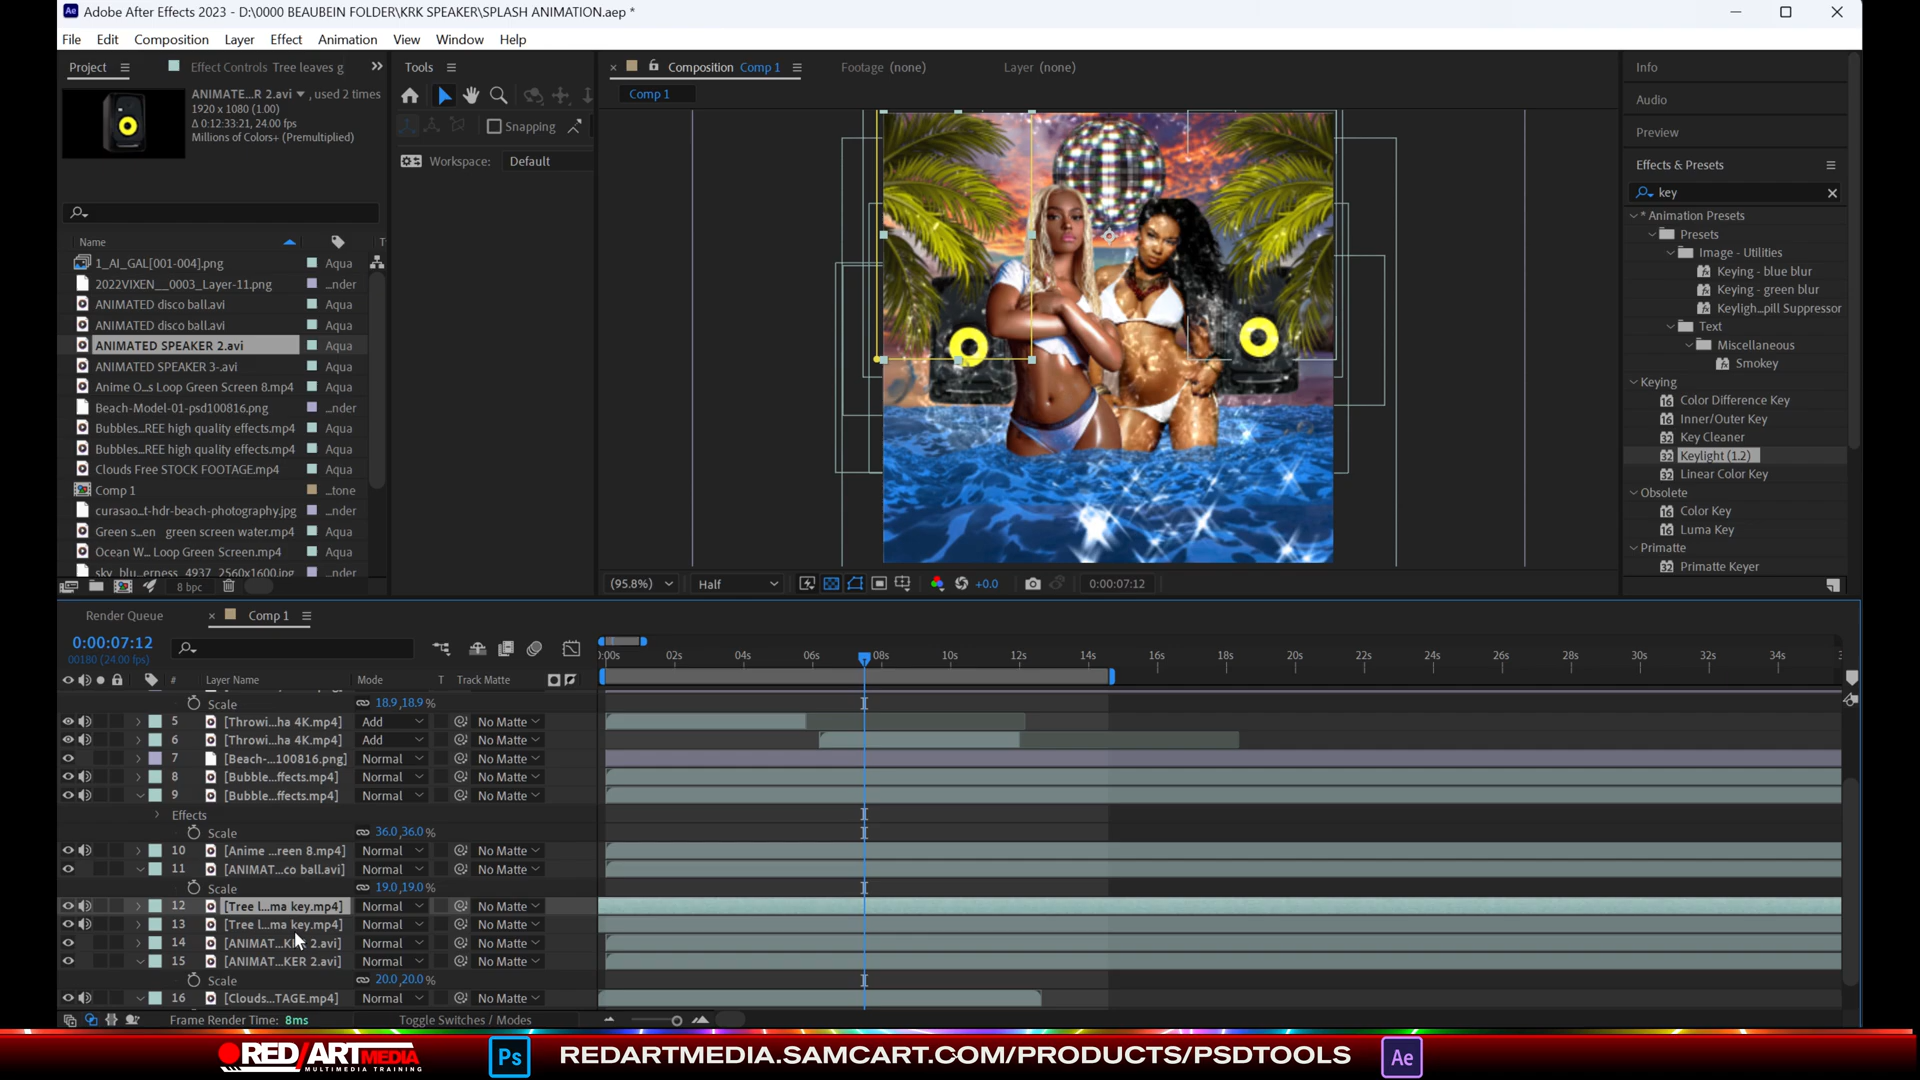 Adobe After Effects 2023 - D:\0000 BEAUBEIN FOLDER\KRK SPEAKER\SPLASH ANIMATION.aep *
File Edit Composition Layer Effect Animation View Window Help
Project
Effect Controls Tree leaves g
Tools
Composition Comp 1
Footage (none)
Layer (none)
Info
ANIMATE...R 2.avi , used 2 times
1920 x 1080 (1.00)
Δ 0:12:33:21, 24.00 fps
Millions of Colors+ (Premultiplied)
Comp 1
Audio
Snapping
Preview
Workspace: Default
Effects & Presets
key
* Animation Presets
Presets
Image - Utilities
Keying - blue blur
Keying - green blur
Keyligh...pill Suppressor
Text
Miscellaneous
Smokey
Keying
Color Difference Key
Inner/Outer Key
Key Cleaner
Keylight (1.2)
Linear Color Key
Obsolete
Color Key
Luma Key
Primatte
Primatte Keyer
Name T
1_AI_GAL[001-004].png Aqua
2022VIXEN__0003_Layer-11.png ...nder
ANIMATED disco ball.avi Aqua
ANIMATED disco ball.avi Aqua
ANIMATED SPEAKER 2.avi Aqua
ANIMATED SPEAKER 3-.avi Aqua
Anime O...s Loop Green Screen 8.mp4 Aqua
Beach-Model-01-psd100816.png ...nder
Bubbles...REE high quality effects.mp4 Aqua
Bubbles...REE high quality effects.mp4 Aqua
Clouds Free STOCK FOOTAGE.mp4 Aqua
Comp 1 ...tone
curasao...t-hdr-beach-photography.jpg ...nder
Green s...en green screen water.mp4 Aqua
Ocean W... Loop Green Screen.mp4 Aqua
sky_blu...erness_4937_2560x1600.jpg ...nder
8 bpc
(95.8%) Half +0.0 0:00:07:12
Render Queue
Comp 1
0:00:07:12
00180 (24.00 fps)
:00s 02s 04s 06s 08s 10s 12s 14s 16s 18s 20s 22s 24s 26s 28s 30s 32s 34s
# Layer Name Mode T Track Matte
Scale 18.9,18.9%
5 [Throwi...ha 4K.mp4] Add No Matte
6 [Throwi...ha 4K.mp4] Add No Matte
7 [Beach-...100816.png] Normal No Matte
8 [Bubble...ffects.mp4] Normal No Matte
9 [Bubble...ffects.mp4] Normal No Matte
Effects
Scale 36.0,36.0%
10 [Anime ...reen 8.mp4] Normal No Matte
11 [ANIMAT...co ball.avi] Normal No Matte
Scale 19.0,19.0%
12 [Tree l...ma key.mp4] Normal No Matte
13 [Tree l...ma key.mp4] Normal No Matte
14 [ANIMAT...KER 2.avi] Normal No Matte
15 [ANIMAT...KER 2.avi] Normal No Matte
Scale 20.0,20.0%
16 [Clouds...TAGE.mp4] Normal No Matte
Frame Render Time: 8ms
Toggle Switches / Modes
RED/ARTMEDIA
MULTIMEDIA TRAINING
Ps
REDARTMEDIA.SAMCART.COM/PRODUCTS/PSDTOOLS
Ae